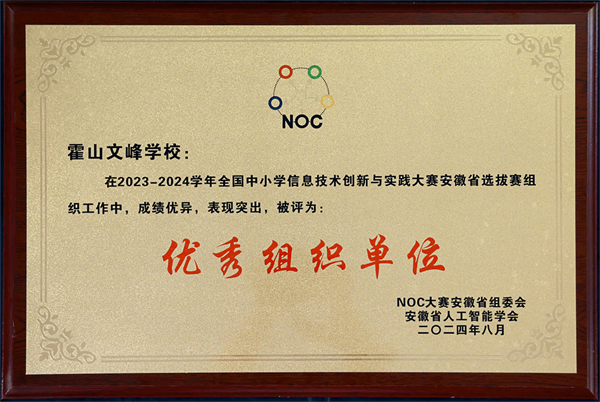 NOC
霍山文峰学校：
在2023-2024学年全国中小学信息技术创新与实践大赛安徽省选拔赛组
织工作中，成绩优异，表现突出，被评为：
优秀组织单位
NOC大赛安徽省组委会
安徽省人工智能学会
二〇二四年八月